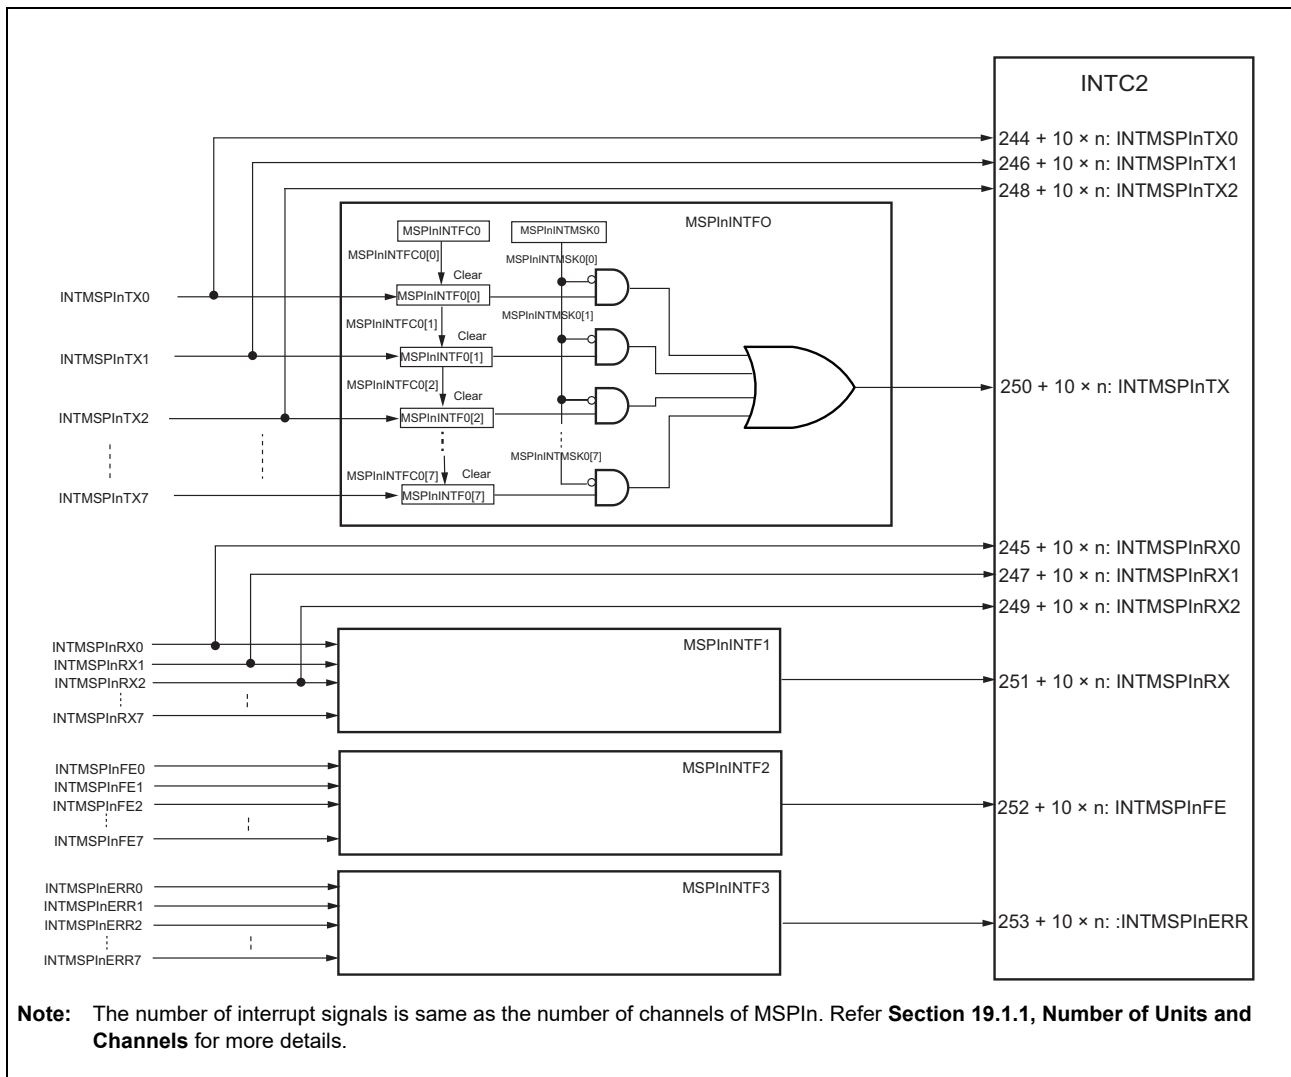 INTC2
244 + 10 × n: INTMSPInTX0
246 + 10 × n: INTMSPInTX1
248 + 10 × n: INTMSPInTX2
MSPInINTFO
MSPInINTFC0
MSPInINTMSK0
MSPInINTFC0[0]
MSPInINTMSK0[0]
Clear
INTMSPInTX0
MSPInINTF0[0]
MSPInINTFC0[1]
MSPInINTMSK0[1]
Clear
INTMSPInTX1
MSPInINTF0[1]
MSPInINTFC0[2]
Clear
250 + 10 × n: INTMSPInTX
INTMSPInTX2
MSPInINTF0[2]
MSPInINTMSK0[7]
MSPInINTFC0[7]
Clear
INTMSPInTX7
MSPInINTF0[7]
245 + 10 × n: INTMSPInRX0
247 + 10 × n: INTMSPInRX1
249 + 10 × n: INTMSPInRX2
INTMSPInRX0
MSPInINTF1
INTMSPInRX1
INTMSPInRX2
251 + 10 × n: INTMSPInRX
INTMSPInRX7
INTMSPInFE0
MSPInINTF2
INTMSPInFE1
INTMSPInFE2
252 + 10 × n: INTMSPInFE
INTMSPInFE7
INTMSPInERR0
MSPInINTF3
INTMSPInERR1
INTMSPInERR2
253 + 10 × n: :INTMSPInERR
INTMSPInERR7
Note: The number of interrupt signals is same as the number of channels of MSPIn. Refer Section 19.1.1, Number of Units and
Channels for more details.